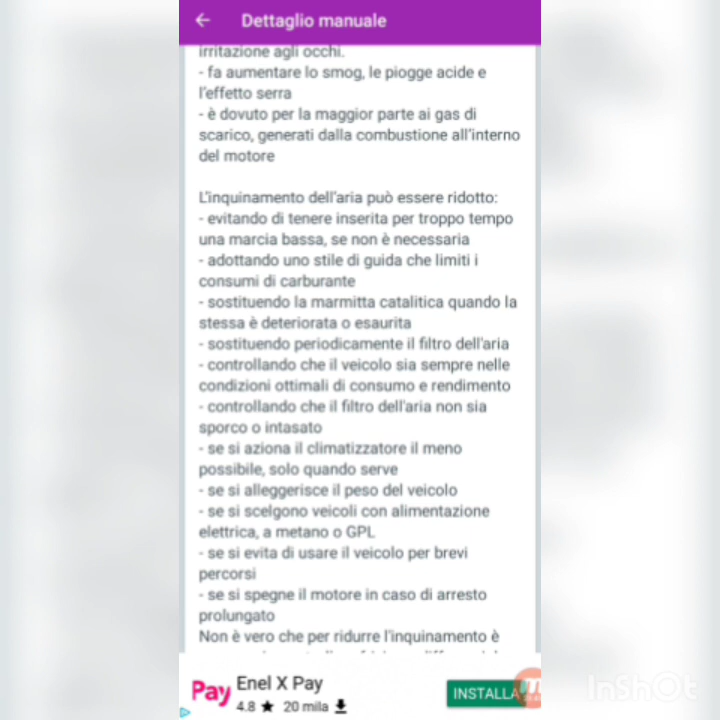 Dettaglio manuale
irritazione agli occhi.
- fa aumentare lo smog, le piogge acide e
l'effetto serra
- è dovuto per la maggior parte ai gas di
scarico, generati dalla combustione all'interno
del motore
L'inquinamento dell'aria può essere ridotto:
- evitando di tenere inserita per troppo tempo
una marcia bassa, se non è necessaria
- adottando uno stile di guida che limiti i
consumi di carburante
- sostituendo la marmitta catalitica quando la
stessa è deteriorata o esaurita
- sostituendo periodicamente il filtro dell'aria
- controllando che il veicolo sia sempre nelle
condizioni ottimali di consumo e rendimento
- controllando che il filtro dell'aria non sia
sporco o intasato
- se si aziona il climatizzatore il meno
possibile, solo quando serve
- se si alleggerisce il peso del veicolo
- se si scelgono veicoli con alimentazione
elettrica, a metano o GPL
- se si evita di usare il veicolo per brevi
percorsi
- se si spegne il motore in caso di arresto
prolungato
Non è vero che per ridurre l'inquinamento è
Pay
Enel X Pay
4.8 ★ 20 mila
INSTALLA
InShOt